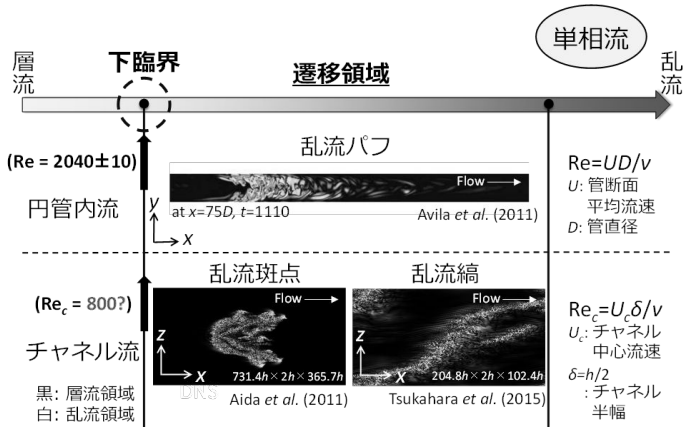 単相流
層流
下臨界
遷移領域
乱流
(Re = 2040±10)
円管内流
乱流パフ
Flow
at x=75D, t=1110
Avila et al. (2011)
y
x
Re=UD/ν
U: 管断面
平均流速
D: 管直径
(Rec = 800?)
チャネル流
黒: 層流領域
白: 乱流領域
乱流斑点
Flow
z
x
731.4h×2h×365.7h
DNS
Aida et al. (2011)
乱流縞
Flow
z
x
204.8h×2h×102.4h
Tsukahara et al. (2015)
Rec=Ucδ/ν
Uc: チャネル
中心流速
δ=h/2
: チャネル
半幅